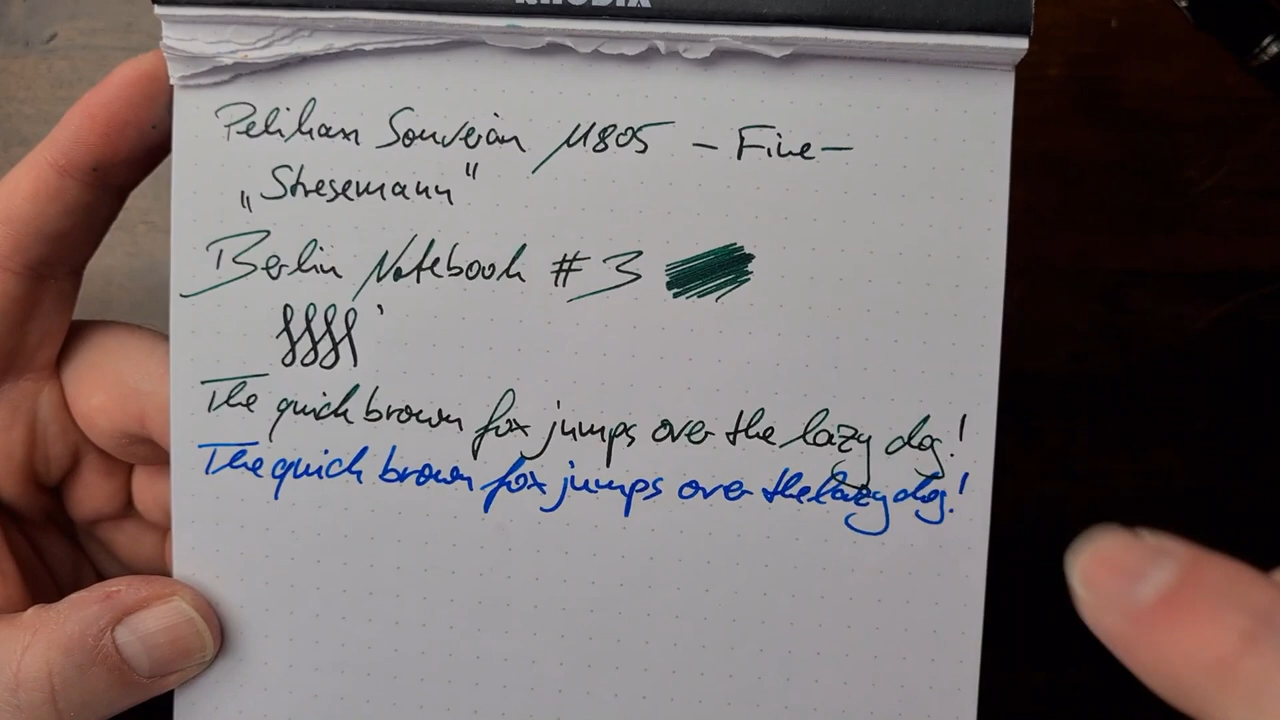 RHODIA
Pelikan Souverän M805 – Fine –
„Stresemann"
Berlin Notebook #3
The quick brown fox jumps over the lazy dog!
The quick brown fox jumps over the lazy dog!